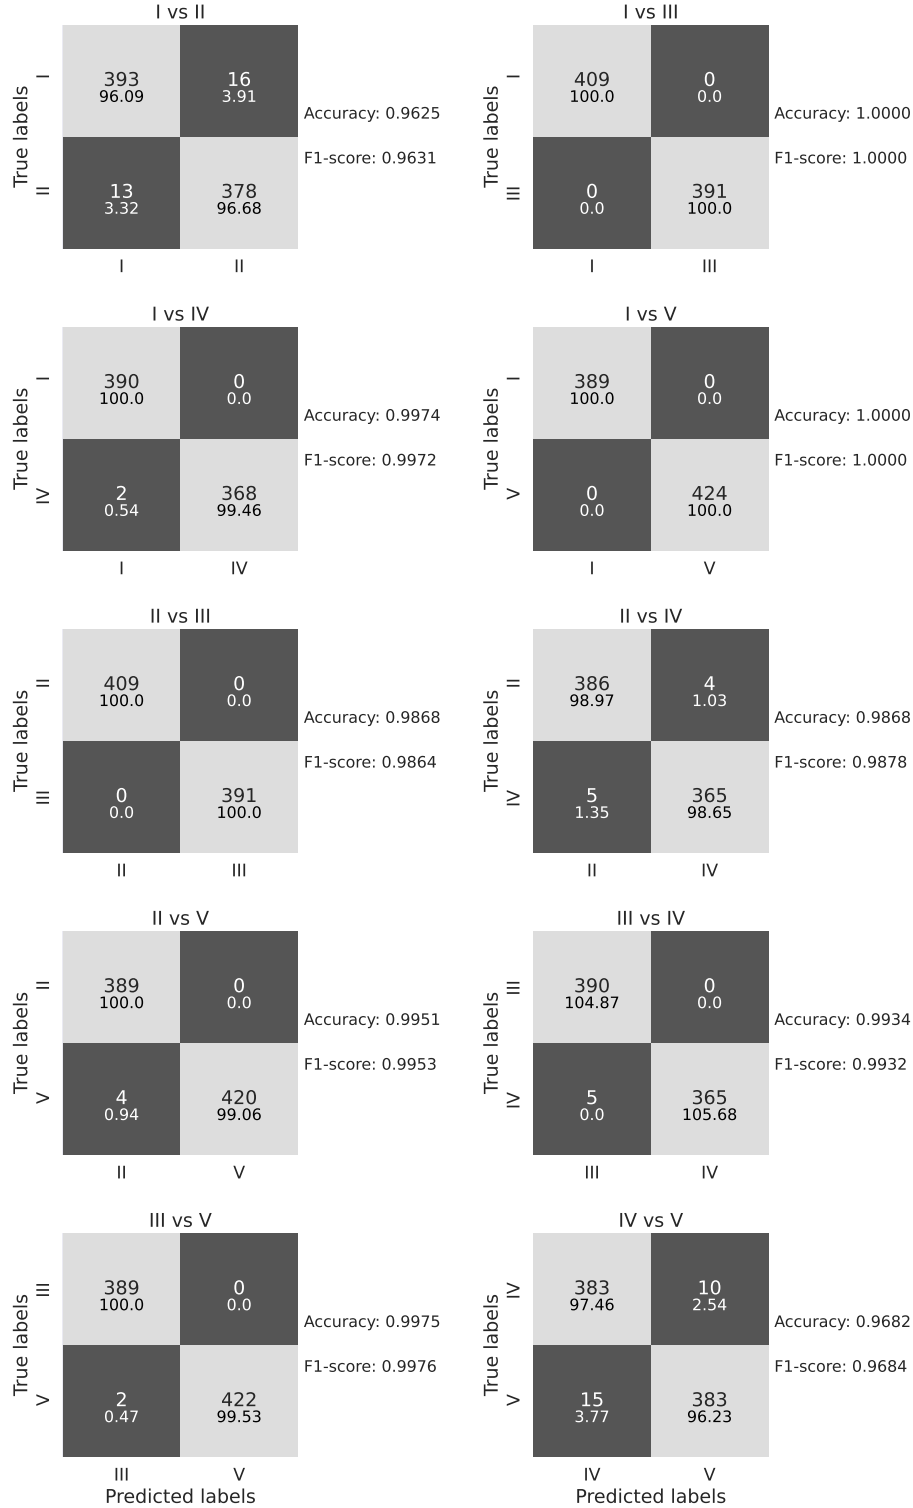 I vs II
I vs III
True labels
I
393
96.09
16
3.91
Accuracy: 0.9625
II
13
3.32
378
96.68
F1-score: 0.9631
I
II
True labels
I
409
100.0
0
0.0
Accuracy: 1.0000
III
0
0.0
391
100.0
F1-score: 1.0000
I
III
I vs IV
I vs V
True labels
I
390
100.0
0
0.0
Accuracy: 0.9974
IV
2
0.54
368
99.46
F1-score: 0.9972
I
IV
True labels
I
389
100.0
0
0.0
Accuracy: 1.0000
V
0
0.0
424
100.0
F1-score: 1.0000
I
V
II vs III
II vs IV
True labels
II
409
100.0
0
0.0
Accuracy: 0.9868
III
0
0.0
391
100.0
F1-score: 0.9864
II
III
True labels
II
386
98.97
4
1.03
Accuracy: 0.9868
IV
5
1.35
365
98.65
F1-score: 0.9878
II
IV
II vs V
III vs IV
True labels
II
389
100.0
0
0.0
Accuracy: 0.9951
V
4
0.94
420
99.06
F1-score: 0.9953
II
V
True labels
III
390
104.87
0
0.0
Accuracy: 0.9934
IV
5
0.0
365
105.68
F1-score: 0.9932
III
IV
III vs V
IV vs V
True labels
III
389
100.0
0
0.0
Accuracy: 0.9975
V
2
0.47
422
99.53
F1-score: 0.9976
III
V
Predicted labels
True labels
IV
383
97.46
10
2.54
Accuracy: 0.9682
V
15
3.77
383
96.23
F1-score: 0.9684
IV
V
Predicted labels